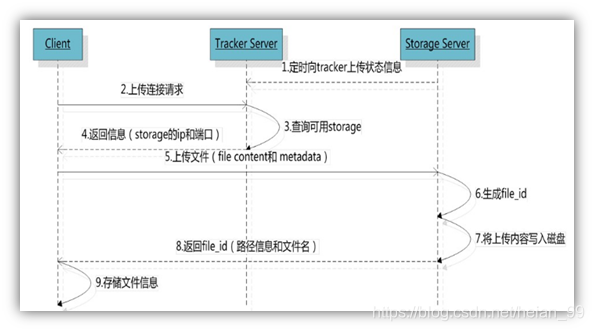 Client
Tracker Server
Storage Server
1.定时向tracker上传状态信息
2.上传连接请求
3.查询可用storage
4.返回信息（storage的ip和端口）
5.上传文件（file content和 metadata）
6.生成file_id
7.将上传内容写入磁盘
8.返回file_id（路径信息和文件名）
9.存储文件信息
https://blog.csdn.net/hefan_99